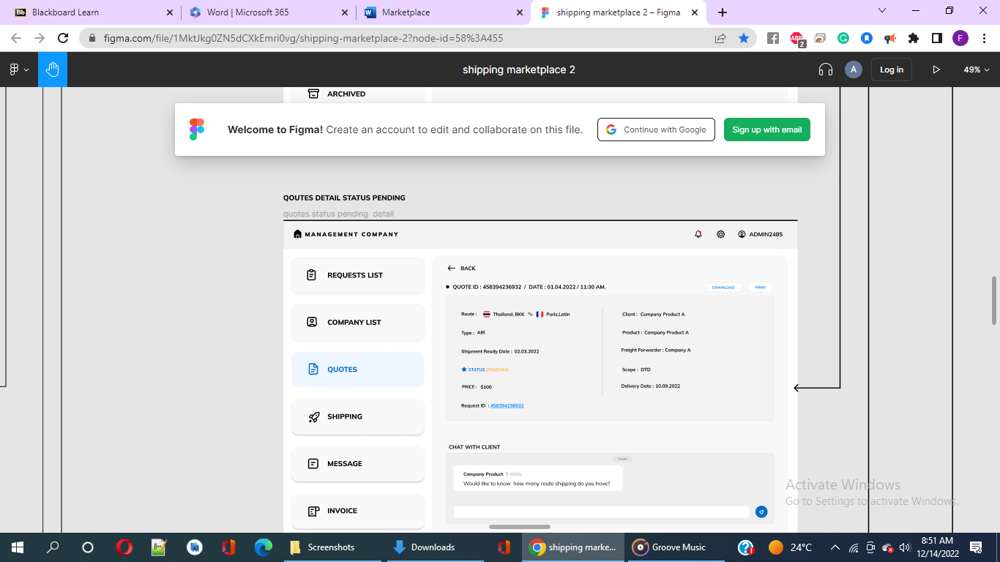 Blackboard Learn
Word | Microsoft 365
Marketplace
shipping marketplace 2 – Figma
figma.com/file/1MktJkg0ZN5dCXkEmri0vg/shipping-marketplace-2?node-id=58%3A455
ABP
2
F
shipping marketplace 2
A
Log in
49%
ARCHIVED
Welcome to Figma! Create an account to edit and collaborate on this file.
Continue with Google
Sign up with email
QOUTES DETAIL STATUS PENDING
quotes status pending detail
MANAGEMENT COMPANY
ADMIN2485
REQUESTS LIST
COMPANY LIST
QUOTES
SHIPPING
MESSAGE
INVOICE
BACK
QUOTE ID : 458394236932 / DATE : 01.04.2022 / 11:30 AM.
DOWNLOAD
PRINT
Route : Thailand, BKK Paris,Latin
Type : AIR
Shipment Ready Date : 02.03.2022
STATUS (PENDING)
PRICE : $100
Request ID : 458394236932
Client : Company Product A
Product : Company Product A
Freight Forwarder : Company A
Scope : DTD
Delivery Date : 10.09.2022
CHAT WITH CLIENT
TODAY
Company Product 5 mins
Would like to know how many route shipping do you have?
Activate Windows
Go to Settings to activate Windows.
Screenshots
Downloads
shipping marke...
Groove Music
24°C
8:51 AM
12/14/2022